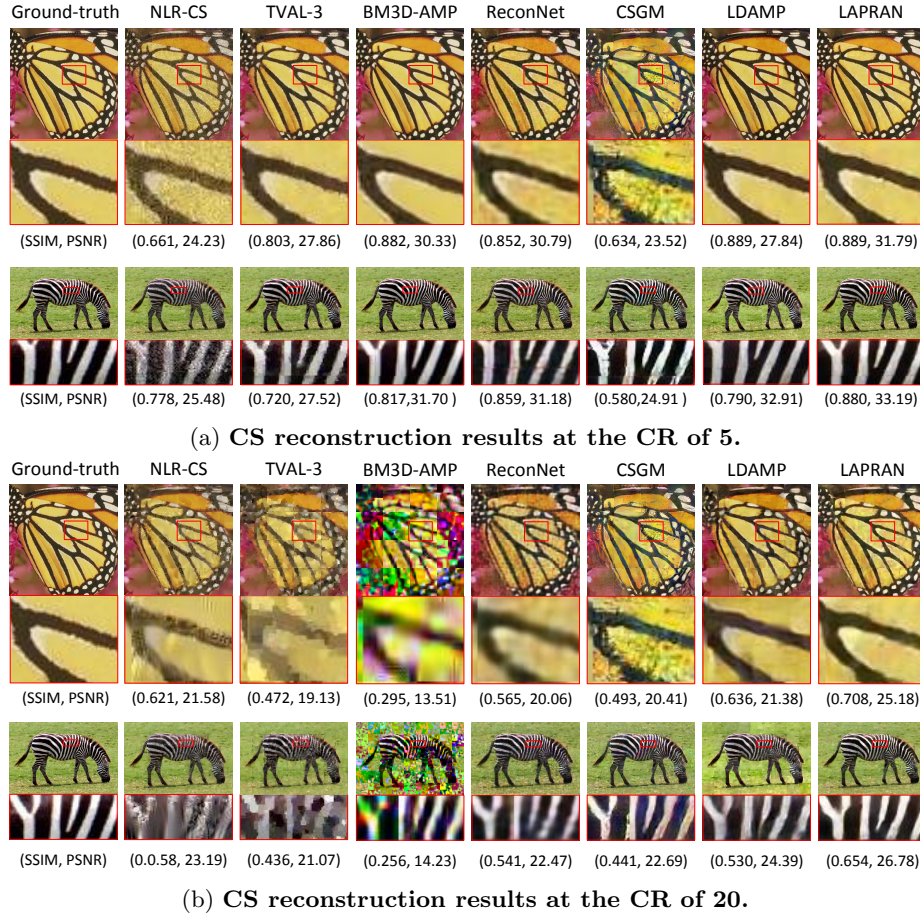 Ground-truth NLR-CS TVAL-3 BM3D-AMP ReconNet CSGM LDAMP LAPRAN
(SSIM, PSNR) (0.661, 24.23) (0.803, 27.86) (0.882, 30.33) (0.852, 30.79) (0.634, 23.52) (0.889, 27.84) (0.889, 31.79)
(SSIM, PSNR) (0.778, 25.48) (0.720, 27.52) (0.817,31.70 ) (0.859, 31.18) (0.580,24.91 ) (0.790, 32.91) (0.880, 33.19)
(a) CS reconstruction results at the CR of 5.
Ground-truth NLR-CS TVAL-3 BM3D-AMP ReconNet CSGM LDAMP LAPRAN
(SSIM, PSNR) (0.621, 21.58) (0.472, 19.13) (0.295, 13.51) (0.565, 20.06) (0.493, 20.41) (0.636, 21.38) (0.708, 25.18)
(SSIM, PSNR) (0.0.58, 23.19) (0.436, 21.07) (0.256, 14.23) (0.541, 22.47) (0.441, 22.69) (0.530, 24.39) (0.654, 26.78)
(b) CS reconstruction results at the CR of 20.